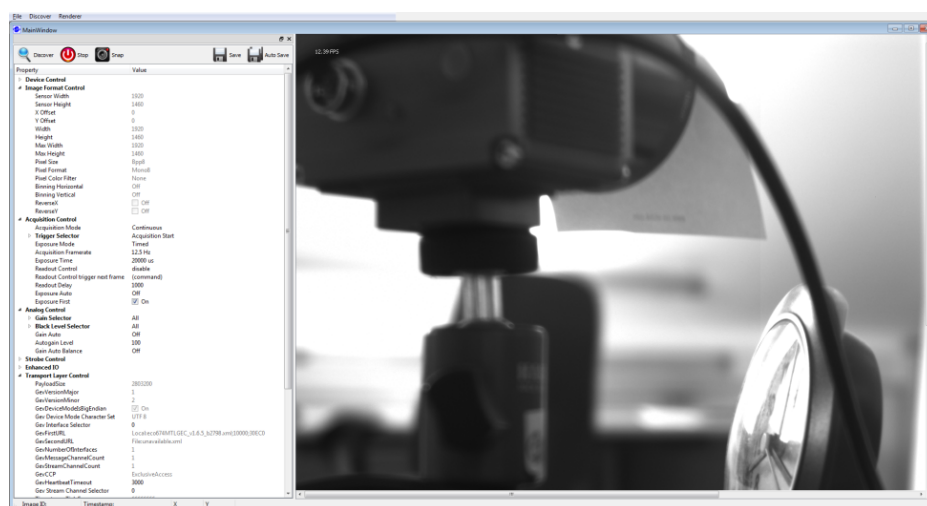 File Discover Renderer
MainWindow
Discover Stop Snap Save Auto Save
12.39 FPS
Property Value
Device Control
Image Format Control
Sensor Width 1920
Sensor Height 1460
X Offset 0
Y Offset 0
Width 1920
Height 1460
Max Width 1920
Max Height 1460
Pixel Size Bpp8
Pixel Format Mono8
Pixel Color Filter None
Binning Horizontal Off
Binning Vertical Off
ReverseX Off
ReverseY Off
Acquisition Control
Acquisition Mode Continuous
Trigger Selector Acquisition Start
Exposure Mode Timed
Acquisition Framerate 12.5 Hz
Exposure Time 20000 us
Readout Control disable
Readout Control trigger next frame (command)
Readout Delay 1000
Exposure Auto Off
Exposure First On
Analog Control
Gain Selector All
Black Level Selector All
Gain Auto Off
Autogain Level 100
Gain Auto Balance Off
Strobe Control
Enhanced IO
Transport Layer Control
PayloadSize 2803200
GevVersionMajor 1
GevVersionMinor 2
GevDeviceModeIsBigEndian On
Gev Device Mode Character Set UTF8
Gev Interface Selector 0
GevFirstURL
GevSecondURL File:unavailable.xml
GevNumberOfInterfaces 1
GevMessageChannelCount 1
GevStreamChannelCount 1
GevCCP ExclusiveAccess
GevHeartbeatTimeout 3000
Gev Stream Channel Selector 0
Image ID: Timestamp: X Y